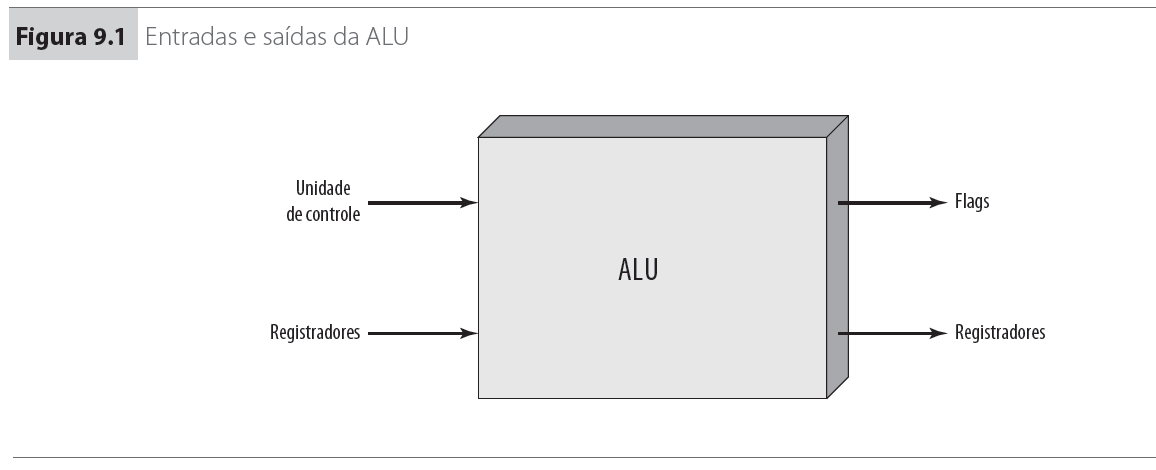 Figura 9.1 Entradas e saídas da ALU
Unidade
de controle
Flags
ALU
Registradores
Registradores